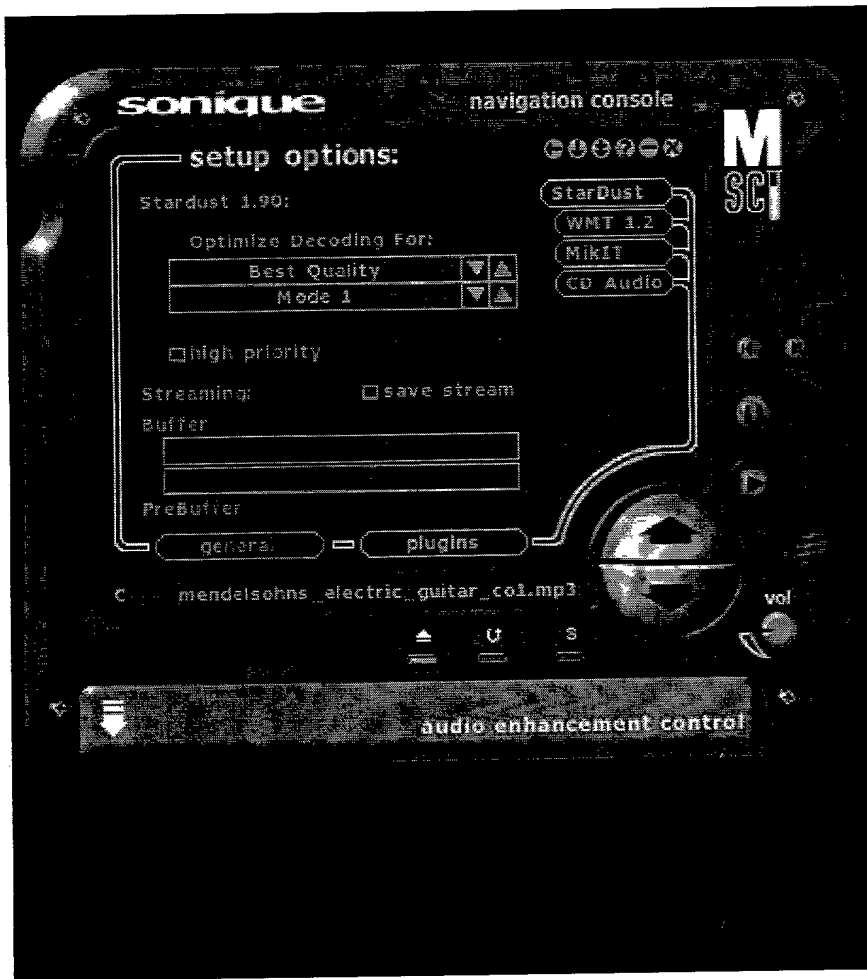 sonique
navigation console
M
SCI
setup options:
Stardust 1.90:
StarDust
WMT 1.2
MikIT
CD Audio
Optimize Decoding For:
Best Quality
Mode 1
high priority
Streaming:
save stream
Buffer
PreBuffer
general
plugins
mendelsohns_electric_guitar_co1.mp3
vol
S
audio enhancement control